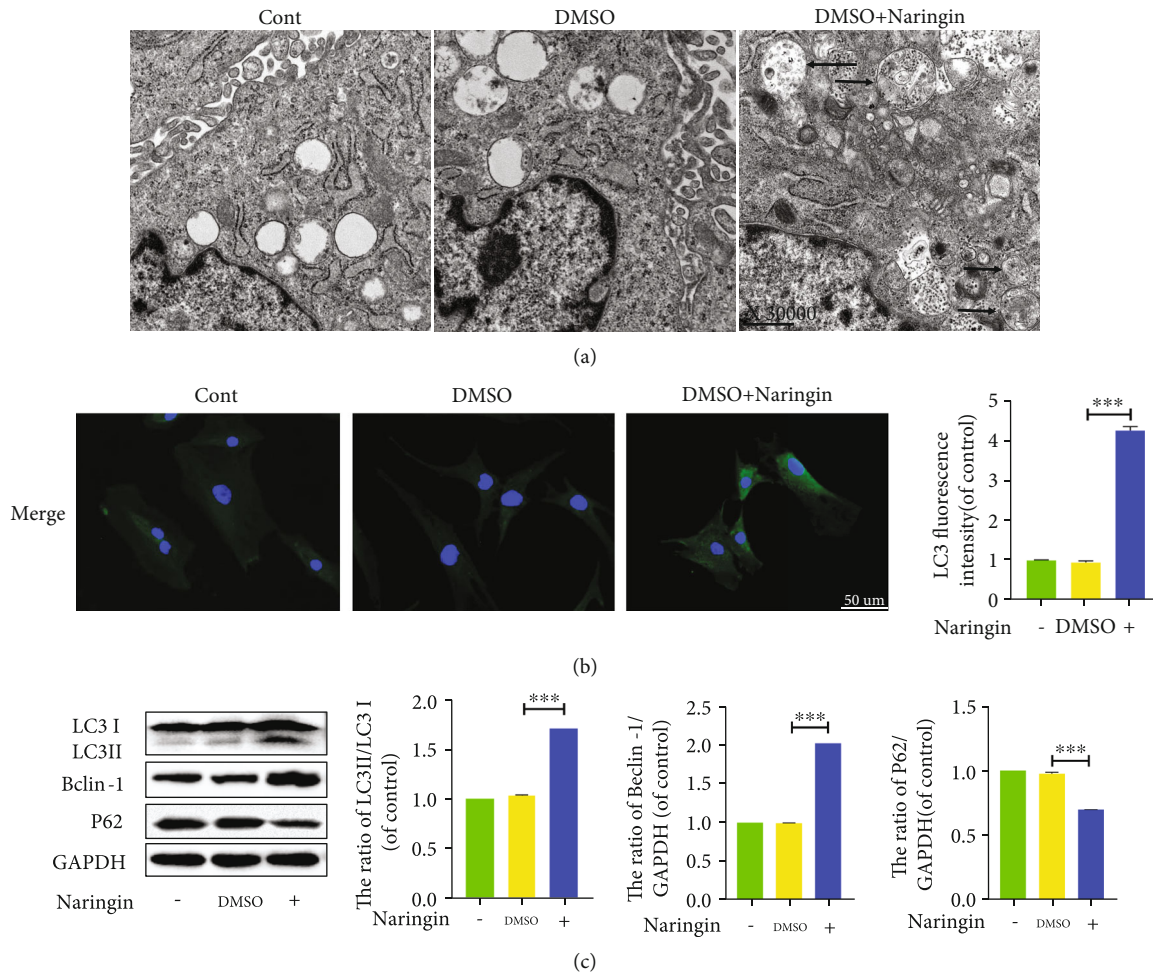 Cont
DMSO
DMSO+Naringin
X 30000
(a)
Cont
DMSO
DMSO+Naringin
Merge
50 um
LC3 fluorescence
intensity(of control)
5
4
3
2
1
0
***
Naringin - DMSO +
(b)
LC3 I
LC3II
Bclin-1
P62
GAPDH
Naringin - DMSO +
The ratio of LC3II/LC3 I
(of control)
2.0
1.5
1.0
0.5
0.0
***
Naringin - DMSO +
The ratio of Beclin -1/
GAPDH (of control)
2.5
2.0
1.5
1.0
0.5
0.0
***
Naringin - DMSO +
The ratio of P62/
GAPDH(of control)
1.5
1.0
0.5
0.0
***
Naringin - DMSO +
(c)